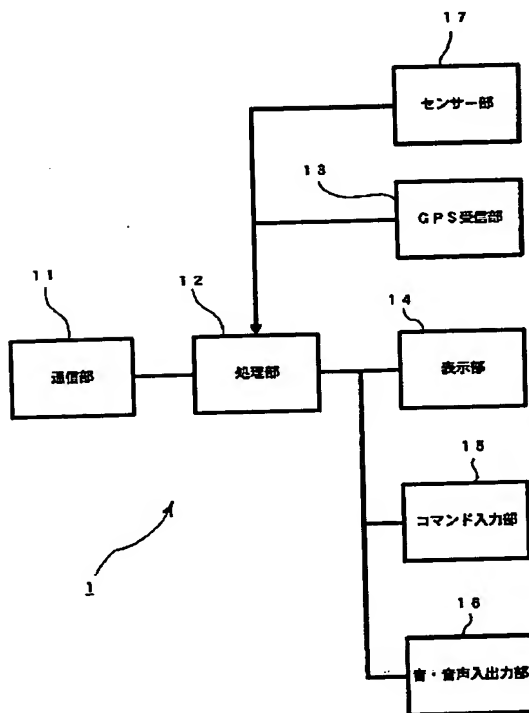 17
センサー部
13
GPS受信部
11
通信部
12
処理部
14
表示部
15
コマンド入力部
1
16
音・音声入出力部